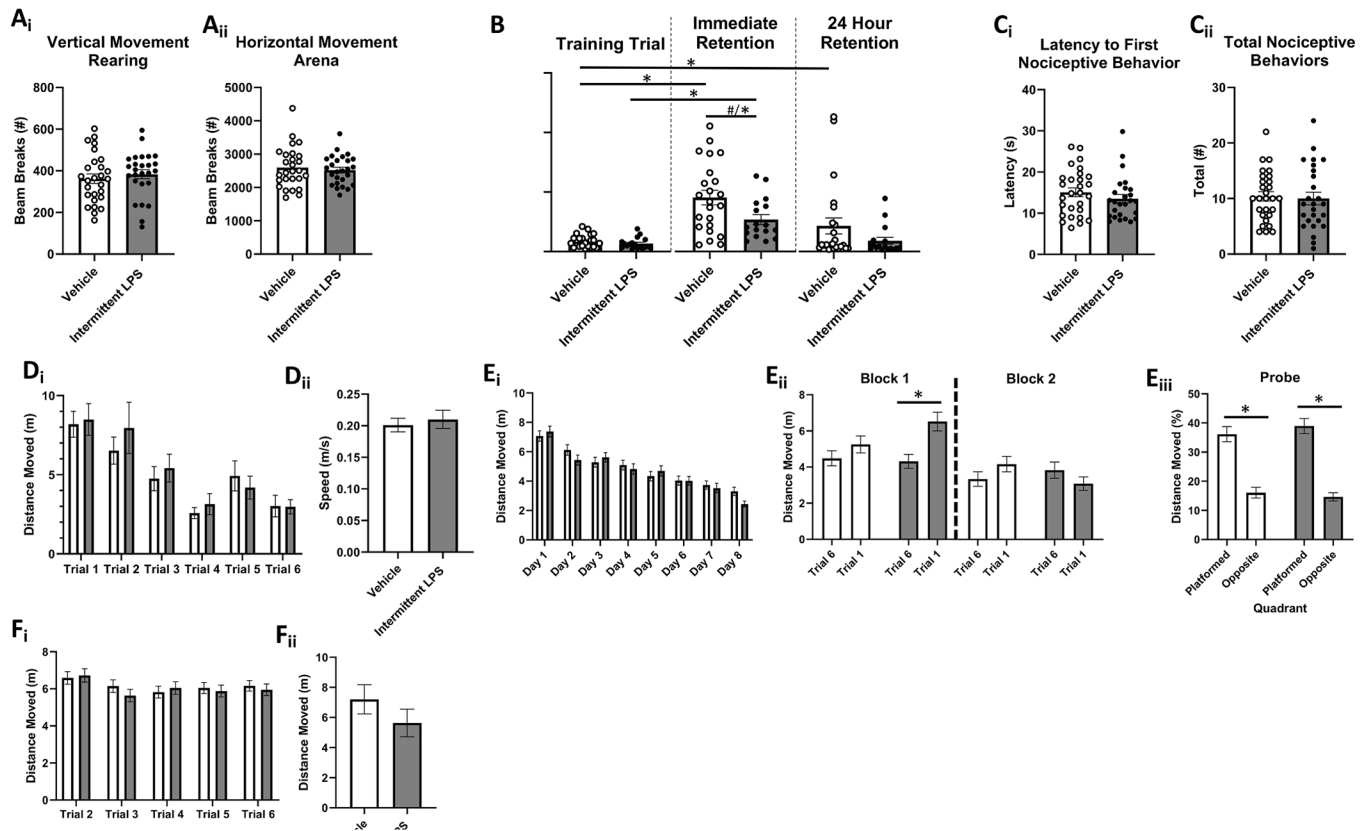 Ai
Vertical Movement
Rearing
Beam Breaks (#)
800
600
400
200
0
Vehicle
Intermittent LPS
Aii
Horizontal Movement
Arena
Beam Breaks (#)
5000
4000
3000
2000
1000
0
Vehicle
Intermittent LPS
B
Training Trial
Immediate
Retention
24 Hour
Retention
*
*
*
#/*
Vehicle
Intermittent LPS
Vehicle
Intermittent LPS
Vehicle
Intermittent LPS
Ci
Latency to First
Nociceptive Behavior
Latency (s)
40
30
20
10
0
Vehicle
Intermittent LPS
Cii
Total Nociceptive
Behaviors
Total (#)
30
20
10
0
Vehicle
Intermittent LPS
Di
Distance Moved (m)
10
8
6
4
2
0
Trial 1 Trial 2 Trial 3 Trial 4 Trial 5 Trial 6
Dii
Speed (m/s)
0.25
0.20
0.15
0.10
0.05
0.00
Vehicle
Intermittent LPS
Ei
Distance Moved (m)
10
8
6
4
2
0
Day 1 Day 2 Day 3 Day 4 Day 5 Day 6 Day 7 Day 8
Eii
Block 1
Block 2
*
Distance Moved (m)
8
6
4
2
0
Trial 6 Trial 1 Trial 6 Trial 1 Trial 6 Trial 1 Trial 6 Trial 1
Eiii
Probe
* *
Distance Moved (%)
50
40
30
20
10
0
Platformed Opposite Platformed Opposite
Quadrant
Fi
Distance Moved (m)
8
6
4
2
0
Trial 2 Trial 3 Trial 4 Trial 5 Trial 6
Fii
Distance Moved (m)
10
8
6
4
2
0